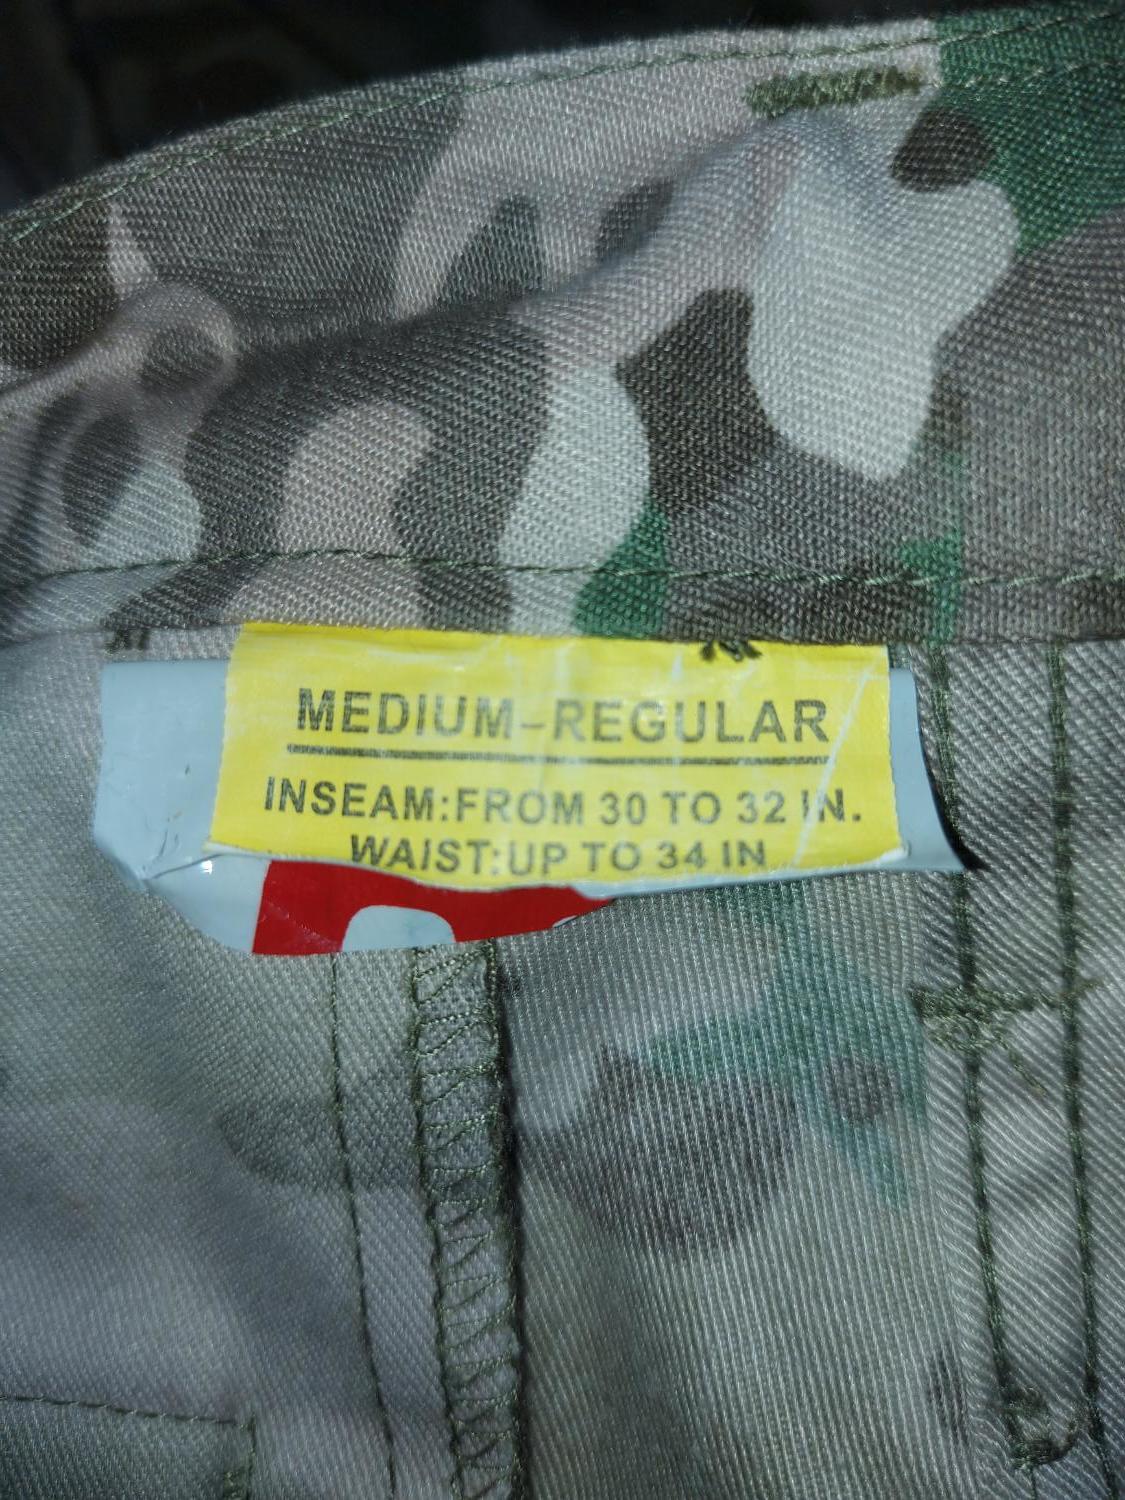 MEDIUM-REGULAR
INSEAM:FROM 30 TO 32 IN.
WAIST:UP TO 34 IN